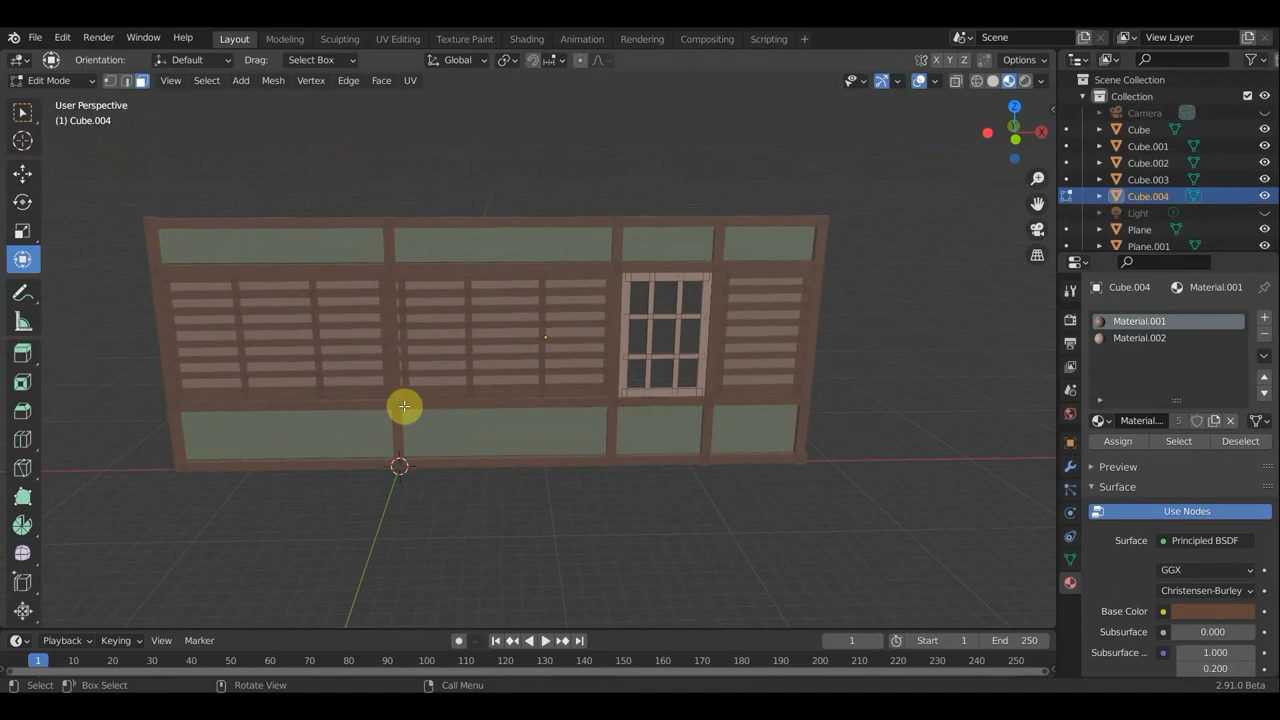 File Edit Render Window Help Layout Modeling Sculpting UV Editing Texture Paint Shading Animation Rendering Compositing Scripting + Scene View Layer
Orientation: Default Drag: Select Box Global X Y Z Options
Edit Mode View Select Add Mesh Vertex Edge Face UV
User Perspective
(1) Cube.004
Z
X
Scene Collection
Collection
Camera
Cube
Cube.001
Cube.002
Cube.003
Cube.004
Light
Plane
Plane.001
Cube.004 Material.001
Material.001
Material.002
Material.... 5
Assign Select Deselect
Preview
Surface
Use Nodes
Surface Principled BSDF
GGX
Christensen-Burley
Base Color
Subsurface 0.000
Subsurface ... 1.000
0.200
Playback Keying View Marker 1 Start 1 End 250
1 10 20 30 40 50 60 70 80 90 100 110 120 130 140 150 160 170 180 190 200 210 220 230 240 250
Select Box Select Rotate View Call Menu 2.91.0 Beta